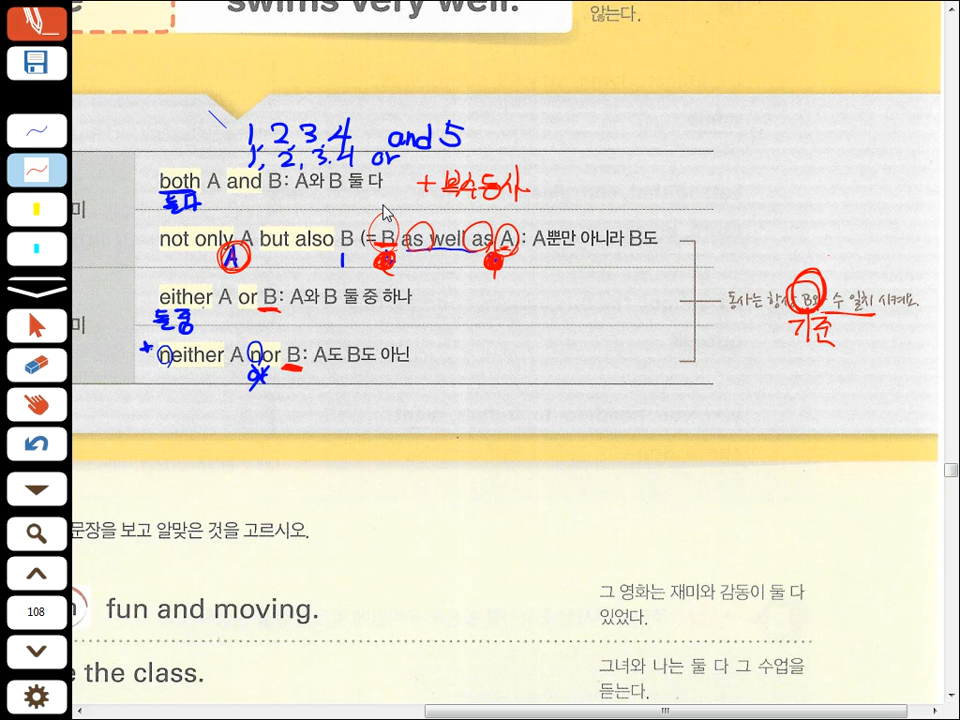 swims very well.
않는다.
1, 2, 3, 4 and 5
1, 2, 3. 4 or
both A and B: A와 B 둘 다 + 복수동사
미
둘다
not only A but also B (= B as well as A): A뿐만 아니라 B도
A
either A or B: A와 B 둘 중 하나
동사는 항상 B와 수 일치 시켜요.
둘중
기준
미
neither A nor B: A도 B도 아닌
문장을 보고 알맞은 것을 고르시오.
fun and moving.
그 영화는 재미와 감동이 둘 다
있었다.
108
the class.
그녀와 나는 둘 다 그 수업을
듣는다.